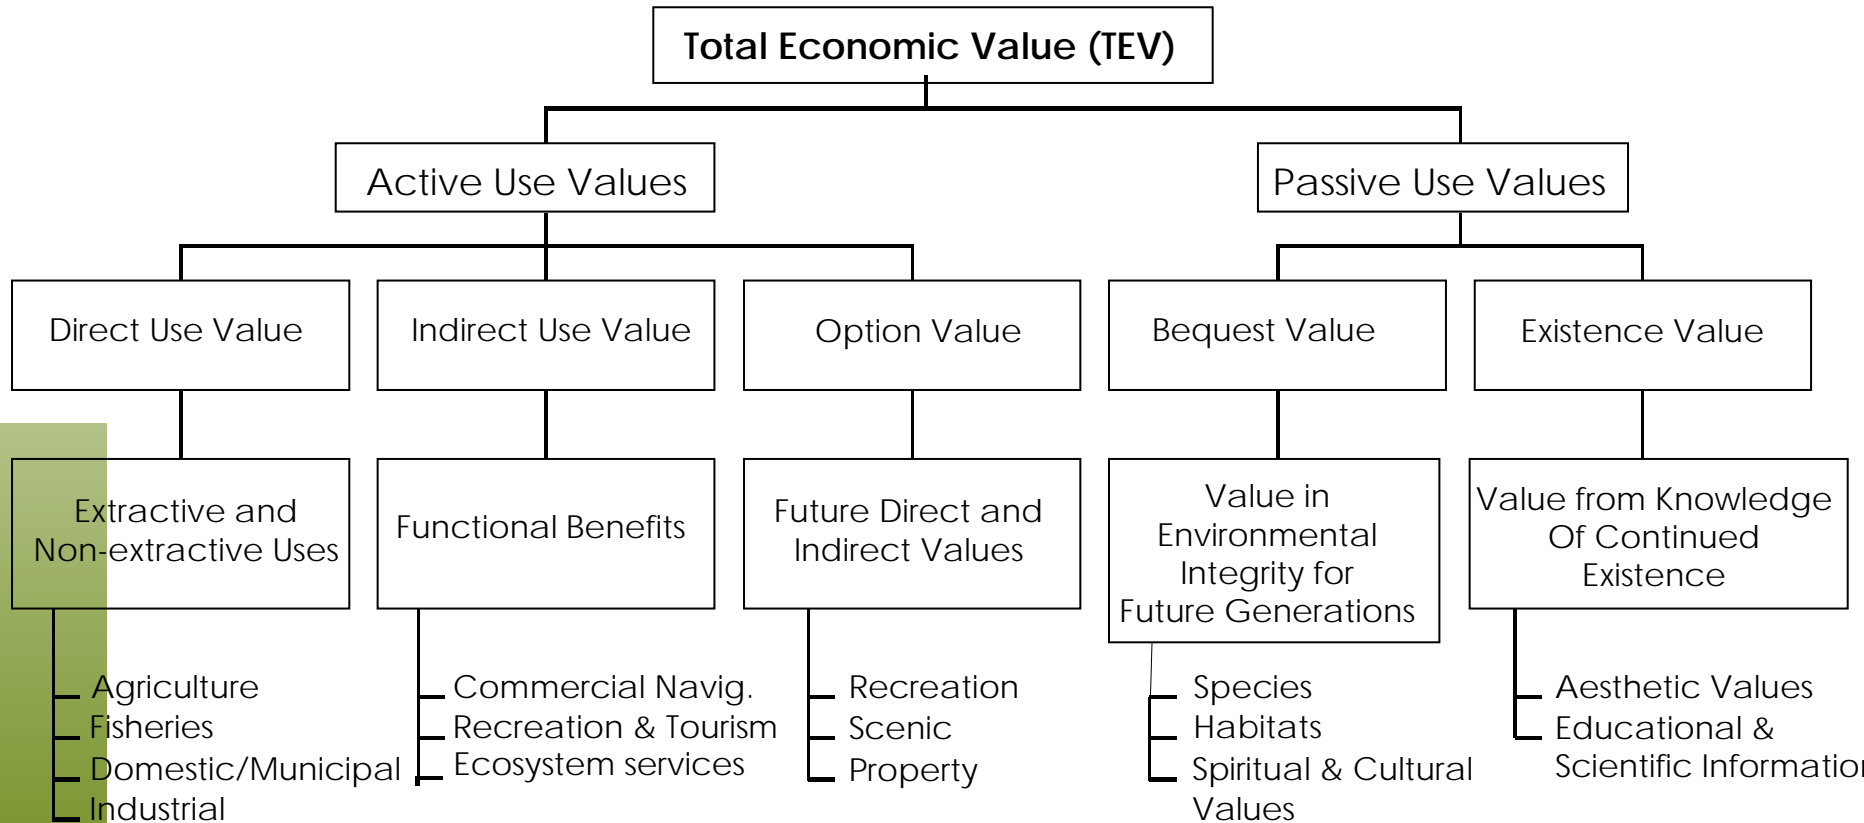 Total Economic Value (TEV)
Active Use Values
Passive Use Values
Direct Use Value
Indirect Use Value
Option Value
Bequest Value
Existence Value
Extractive and
Non-extractive Uses
Functional Benefits
Future Direct and
Indirect Values
Value in
Environmental
Integrity for
Future Generations
Value from Knowledge
Of Continued
Existence
Agriculture
Fisheries
Domestic/Municipal
Industrial
Commercial Navig.
Recreation & Tourism
Ecosystem services
Recreation
Scenic
Property
Species
Habitats
Spiritual & Cultural
Values
Aesthetic Values
Educational &
Scientific Information